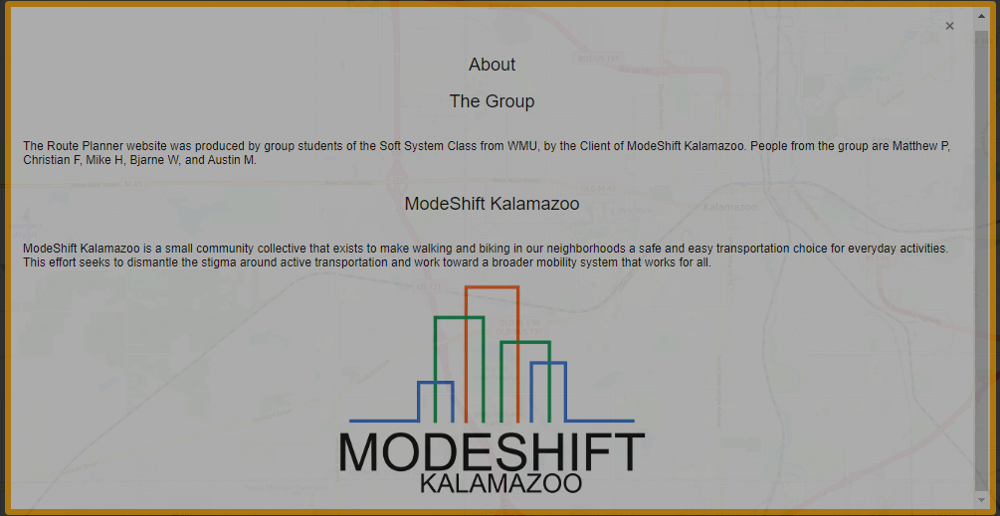 ×
About
The Group
The Route Planner website was produced by group students of the Soft System Class from WMU, by the Client of ModeShift Kalamazoo. People from the group are Matthew P,
Christian F, Mike H, Bjarne W, and Austin M.
ModeShift Kalamazoo
Kalamazoo
ModeShift Kalamazoo is a small community collective that exists to make walking and biking in our neighborhoods a safe and easy transportation choice for everyday activities.
This effort seeks to dismantle the stigma around active transportation and work toward a broader mobility system that works for all.
MODESHIFT
KALAMAZOO